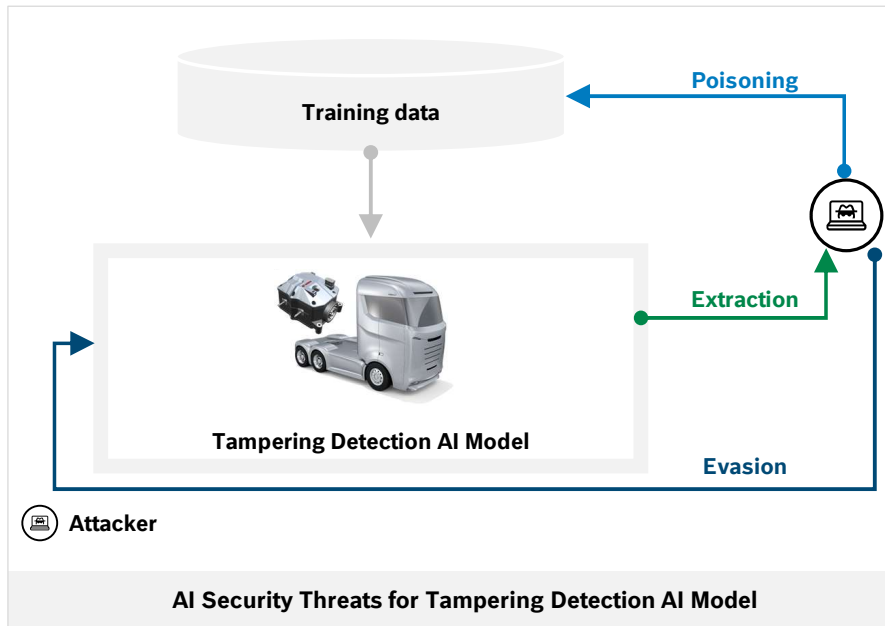 Poisoning
Training data
Extraction
Tampering Detection AI Model
Evasion
Attacker
AI Security Threats for Tampering Detection AI Model